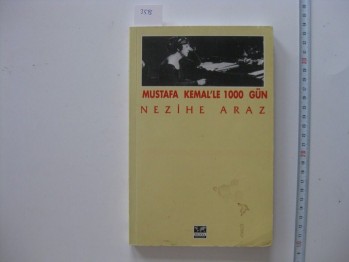 MUSTAFA KEMAL'LE 1000 GÜN
NEZİHE ARAZ